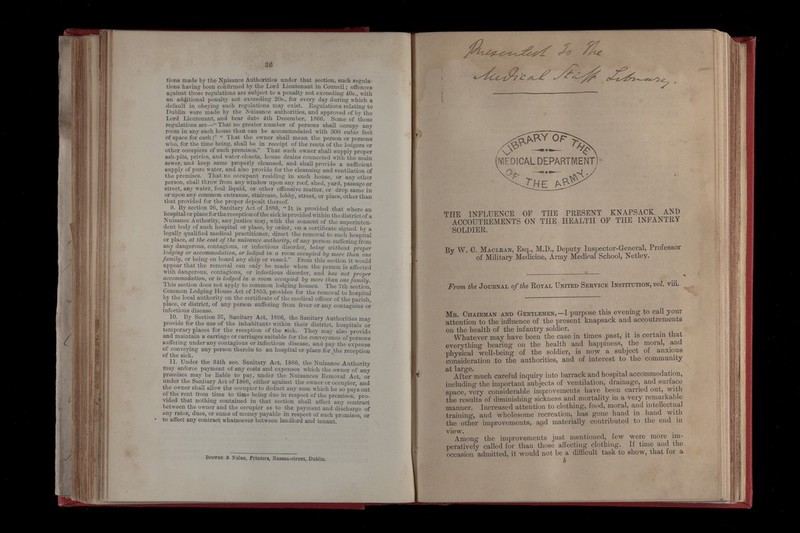 36
tions made by the Nuisance Authorities under that section, such regula-
tions having been confirmed by the Lord Lieutenant in Council; offences
against those regulations are subject to a penalty not exceeding 40s., with
an additional penalty not exceeding 20s., for every day during which a
default in obeying such regulations may exist. Regulations relating to
Dublin were made by the Nuisance authorities, and approved of by the
Lord Lieutenant, and bear date 4th December, 1866. Some of those
regulations are—" That no greater number of persons shall occupy any
room in any such house than can be accommodated with 300 cubic feet
of space for each;" " That the owner shall mean the person or persons
who, for the time being, shall be in receipt of the rents of the lodgers or
other occupiers of such premises." That such owner shall supply proper
ash-pits, privies, and water-closets, house drains connected with the main
sewer, and keep same properly cleansed, and shall provide a sufficient
supply of pure water, and also provide for the cleansing and ventilation of
the premises. That no occupant residing in such house, or any other
person, shall throw from any window upon any roof, shed, yard, passage or
street, any water, foul liquid, or other offensive matter, or drop same in
or upon any common entrance, staircase, lobby, street, or place, other than
that provided for the proper deposit thereof.
9. By section 26, Sanitary Act of 1866, " It is provided that where an
hospital or place for the reception of the sick is provided within the district of a
Nuisance Authority, any justice may, with the consent of the superinten-
dent body of such hospital or place, by order, on a certificate signed by a
legally qualified medical practitioner, direct the removal to such hospital
or place, at the cost of the nuisance authority, of any person suffering from
any dangerous, contagious, or infectious disorder, being without proper
lodging or accommodation, or lodged in a room occupied by more than one
family, or being on board any ship or vessel." From this section it would
appear that the removal can only be made when the person is affected
with dangerous, contagious, or infectious disorder, and has not proper
accommodation, or is lodged in a room occupied by more than one family.
This section does not apply to common lodging houses. The 7th section,
Common Lodging House Act of 1853, provides for the removal to hospital
by the local authority on the certificate of the medical officer of the parish,
place, or district, of any person suffering from fever or any contagious or
infectious disease.
10. By Section 37, Sanitary Act, 1866, the Sanitary Authorities may
provide for the use of the inhabitants within their district, hospitals or
temporary places for the reception of the sick. They may also provide
and maintain a carriage or carriages suitable for the conveyance of persons
suffering under any contagious or infectious disease, and pay the expense
of conveying any person therein to an hospital or place for the reception
of the sick.
11. Under the 34th sec. Sanitary Act, 1866, the Nuisance Authority
may enforce payment of any costs and expenses which the owner of any
premises may be liable to pay, under the Nuisances Removal Act, or
under the Sanitary Act of 1866, either against the owner or occupier, and
the owner shall allow the occupier to deduct any sum which he so pays out
of the rent from time to time being due in respect of the premises, pro-
vided that nothing contained in that section shall affect any contract
between the owner and the occupier as to the payment and discharge of
any rates, dues, or sums of money payable in respect of such premises, or
to affect any contract whatsoever between landlord and tenant.
Printers, Nassau-street, Dublin.
Presented to The
Medical Staff Library.
LIBRARY OF THE
MEDICAL DEPARTMENT
OF THE ARMY
THE INFLUENCE OF THE PRESENT KNAPSACK AND
ACCOUTREMENTS ON THE HEALTH OF THE INFANTRY
SOLDIER.
By W. C. MACLEAN, Esq., M.D., Deputy Inspector-General, Professor
of Military Medicine, Army Medical School, Netley.
From the JOURNAL of the ROYAL UNITED SERVICE INSTITUTION, vol. viii.
MR. CHAIRMAN AND GENTLEMEN,—I purpose this evening to call your
attention to the influence of the present knapsack and accoutrements
on the health of the infantry soldier.
Whatever may have been the case in times past, it is certain that
everything bearing on the health and happiness, the moral, and
physical well-being of the soldier, is now a subject of anxious
consideration to the authorities, and of interest to the community
at large.
After much careful inquiry into barrack and hospital accommodation,
including the important subjects of ventilation, drainage, and surface
space, very considerable improvements have been carried out, with
the results of diminishing sickness and mortality in a very remarkable
manner. Increased attention to clothing, food, moral, and intellectual
training, and wholesome recreation, has gone hand in hand with
the other improvements, and materially contributed to the end in
view.
Among the improvements just mentioned, few were more im-
peratively called for than those affecting clothing. If time and the
occasion admitted, it would not be a difficult task to show, that for a
b